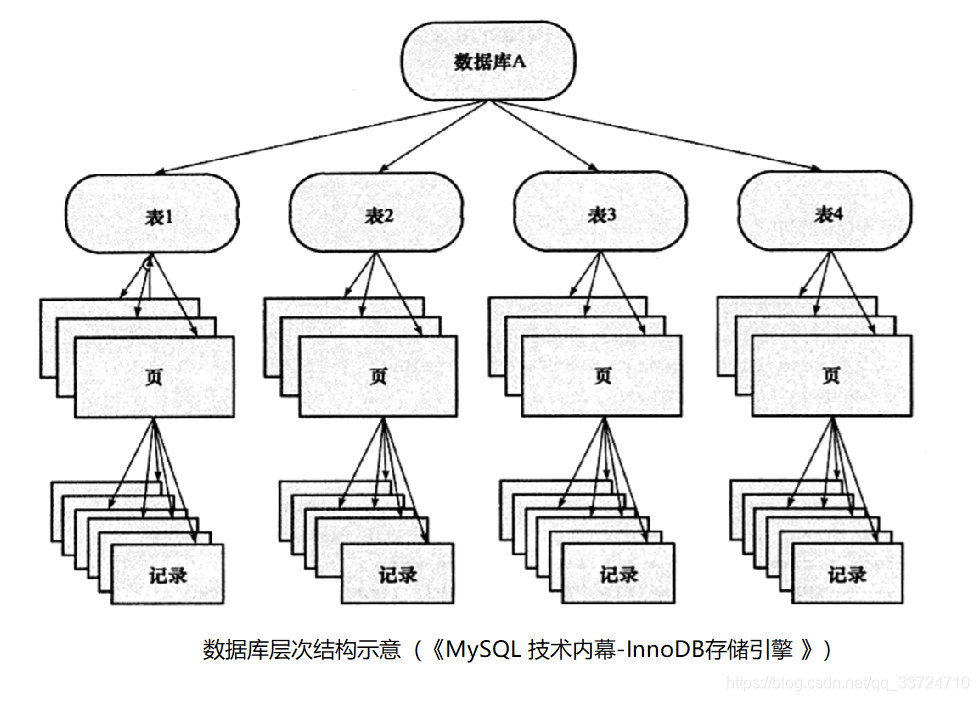 数据库A
表1
表2
表3
表4
页
页
页
页
记录
记录
记录
记录
数据库层次结构示意（《MySQL 技术内幕-InnoDB存储引擎 》）
https://blog.csdn.net/qq_33724710